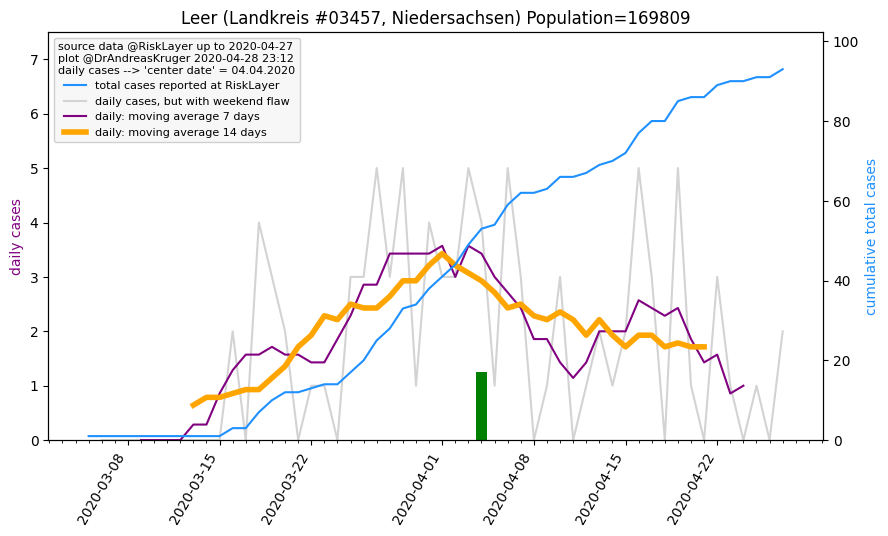 Leer (Landkreis #03457, Niedersachsen) Population=169809
source data @RiskLayer up to 2020-04-27
plot @DrAndreasKruger 2020-04-28 23:12
daily cases --> 'center date' = 04.04.2020
total cases reported at RiskLayer
daily cases, but with weekend flaw
daily: moving average 7 days
daily: moving average 14 days
daily cases
7
6
5
4
3
2
1
0
100
80
60
40
20
0
cumulative total cases
2020-03-08
2020-03-15
2020-03-22
2020-04-01
2020-04-08
2020-04-15
2020-04-22